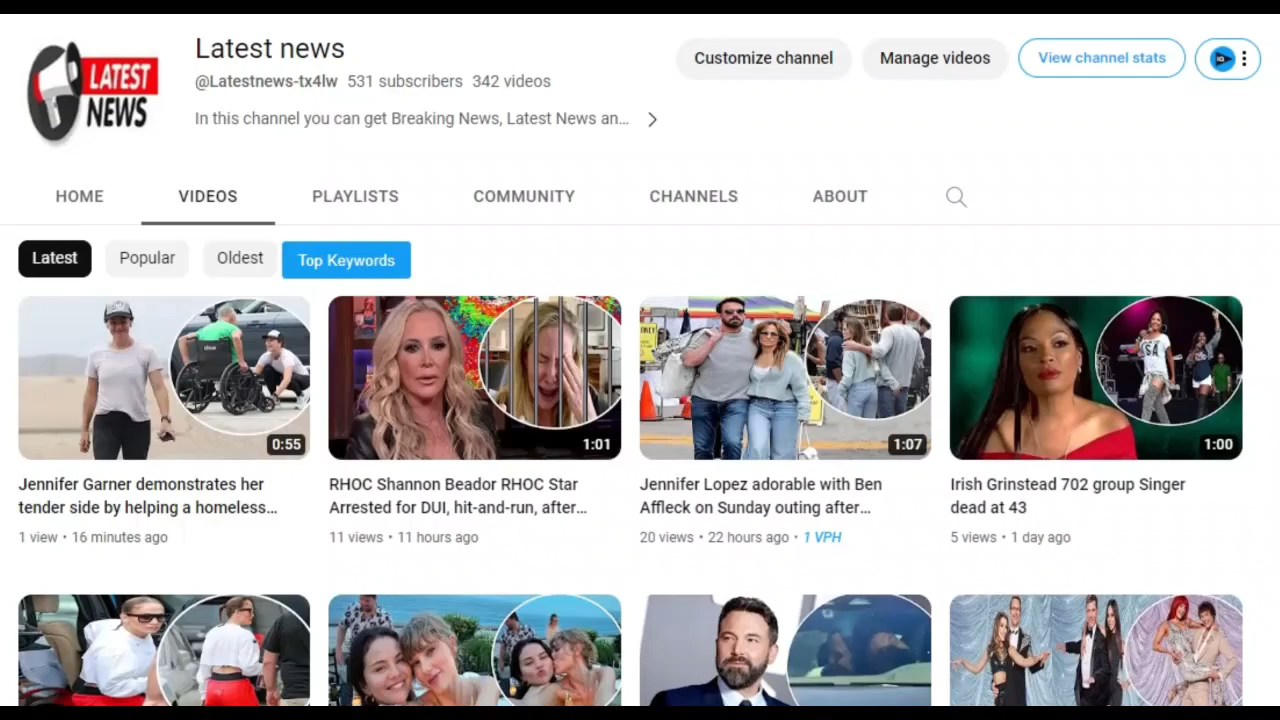 LATEST
NEWS
Latest news
@Latestnews-tx4lw 531 subscribers 342 videos
In this channel you can get Breaking News, Latest News an...
Customize channel
Manage videos
View channel stats
HOME
VIDEOS
PLAYLISTS
COMMUNITY
CHANNELS
ABOUT
Latest
Popular
Oldest
Top Keywords
0:55
1:01
1:07
1:00
Jennifer Garner demonstrates her
tender side by helping a homeless...
1 view • 16 minutes ago
RHOC Shannon Beador RHOC Star
Arrested for DUI, hit-and-run, after...
11 views • 11 hours ago
Jennifer Lopez adorable with Ben
Affleck on Sunday outing after...
20 views • 22 hours ago • 1 VPH
Irish Grinstead 702 group Singer
dead at 43
5 views • 1 day ago